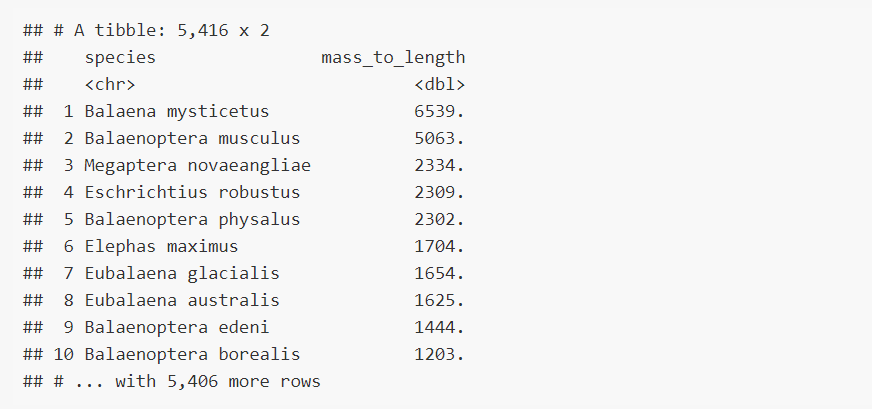 ## # A tibble: 5,416 x 2
##    species                mass_to_length
##    <chr>                           <dbl>
##  1 Balaena mysticetus              6539.
##  2 Balaenoptera musculus           5063.
##  3 Megaptera novaeangliae          2334.
##  4 Eschrichtius robustus           2309.
##  5 Balaenoptera physalus           2302.
##  6 Elephas maximus                 1704.
##  7 Eubalaena glacialis             1654.
##  8 Eubalaena australis             1625.
##  9 Balaenoptera edeni              1444.
## 10 Balaenoptera borealis           1203.
## # ... with 5,406 more rows